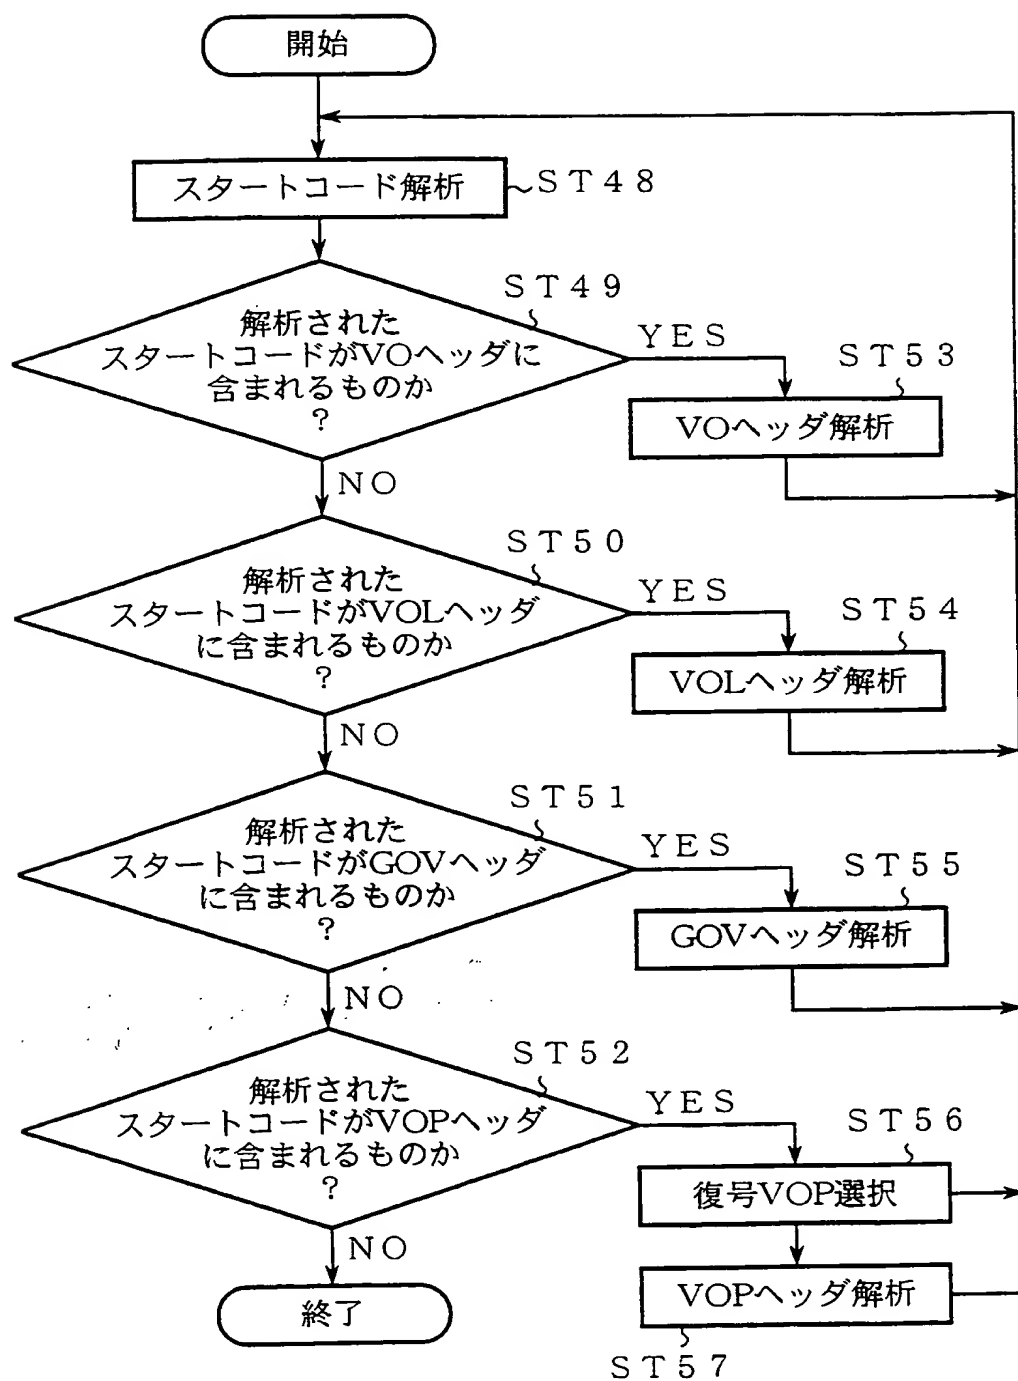 開始
スタートコード解析
ST48
ST49
解析された
スタートコードがVOヘッダに
含まれるものか
?
YES
ST53
VOヘッダ解析
NO
ST50
解析された
スタートコードがVOLヘッダ
に含まれるものか
?
YES
ST54
VOLヘッダ解析
NO
ST51
解析された
スタートコードがGOVヘッダ
に含まれるものか
?
YES
ST55
GOVヘッダ解析
NO
ST52
解析された
スタートコードがVOPヘッダ
に含まれるものか
?
YES
ST56
復号VOP選択
NO
VOPヘッダ解析
終了
ST57